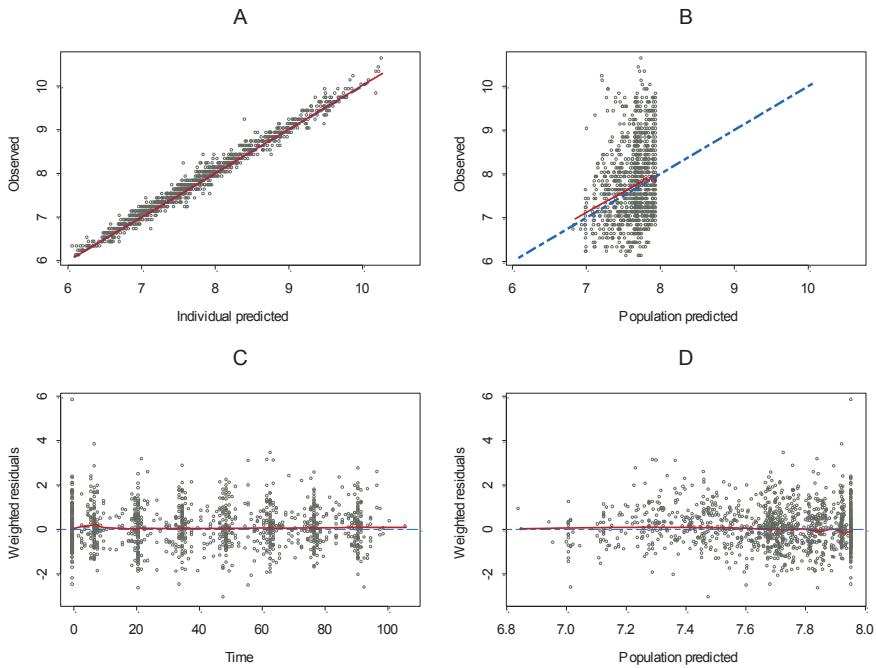 A
10
9
8
7
6
Observed
6 7 8 9 10
Individual predicted
B
10
9
8
7
6
Observed
6 7 8 9 10
Population predicted
C
6
4
2
0
-2
Weighted residuals
0 20 40 60 80 100
Time
D
6
4
2
0
-2
Weighted residuals
6.8 7.0 7.2 7.4 7.6 7.8 8.0
Population predicted